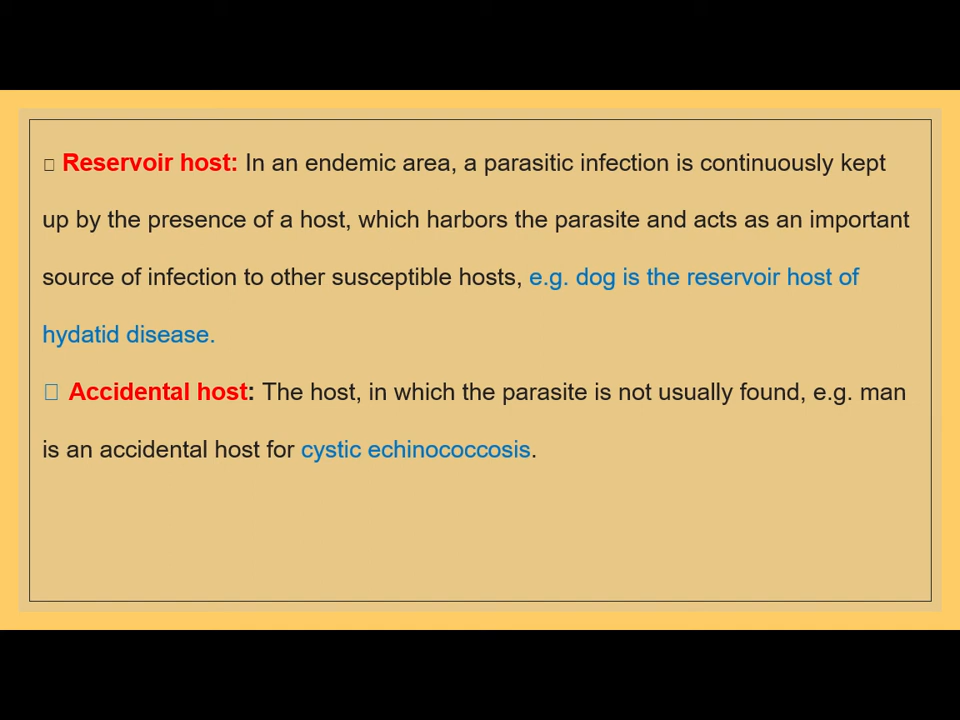 □ Reservoir host: In an endemic area, a parasitic infection is continuously kept
up by the presence of a host, which harbors the parasite and acts as an important
source of infection to other susceptible hosts, e.g. dog is the reservoir host of
hydatid disease.
□ Accidental host: The host, in which the parasite is not usually found, e.g. man
is an accidental host for cystic echinococcosis.